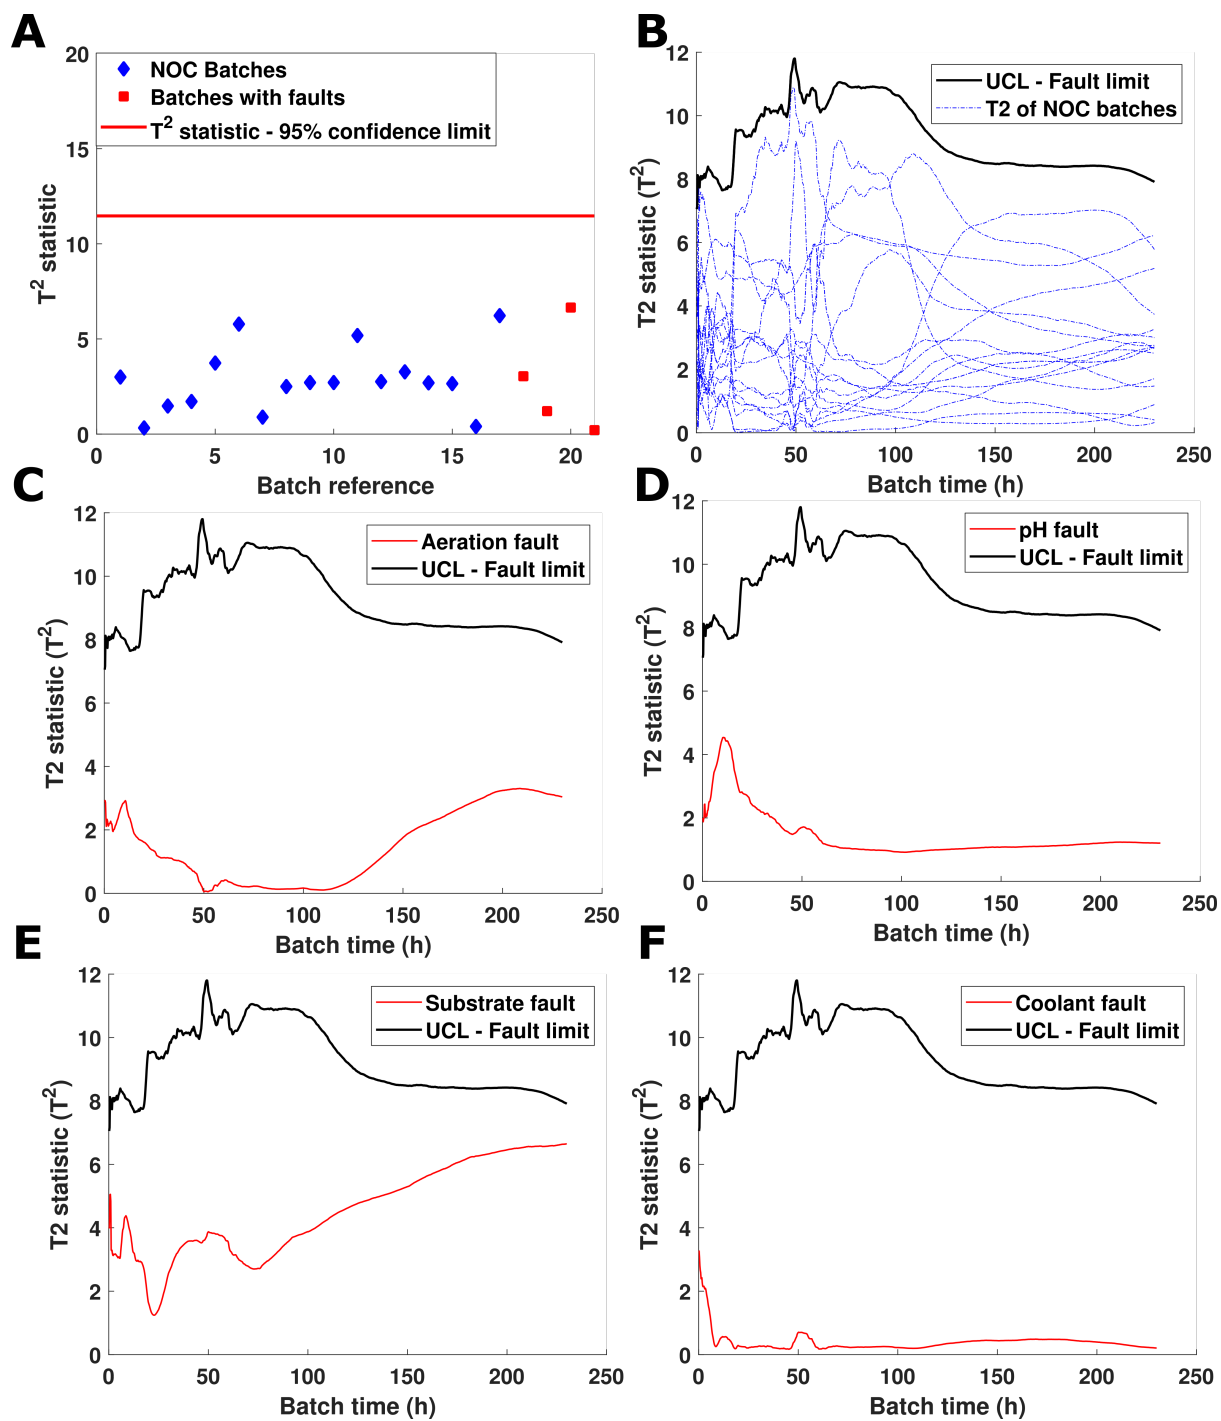 A
20
15
10
5
0
T2 statistic
NOC Batches
Batches with faults
T2 statistic - 95% confidence limit
0 5 10 15 20
Batch reference
B
12
10
8
6
4
2
0
T2 statistic (T2)
UCL - Fault limit
T2 of NOC batches
0 50 100 150 200 250
Batch time (h)
C
12
10
8
6
4
2
0
T2 statistic (T2)
Aeration fault
UCL - Fault limit
0 50 100 150 200 250
Batch time (h)
D
12
10
8
6
4
2
0
T2 statistic (T2)
pH fault
UCL - Fault limit
0 50 100 150 200 250
Batch time (h)
E
12
10
8
6
4
2
0
T2 statistic (T2)
Substrate fault
UCL - Fault limit
0 50 100 150 200 250
Batch time (h)
F
12
10
8
6
4
2
0
T2 statistic (T2)
Coolant fault
UCL - Fault limit
0 50 100 150 200 250
Batch time (h)